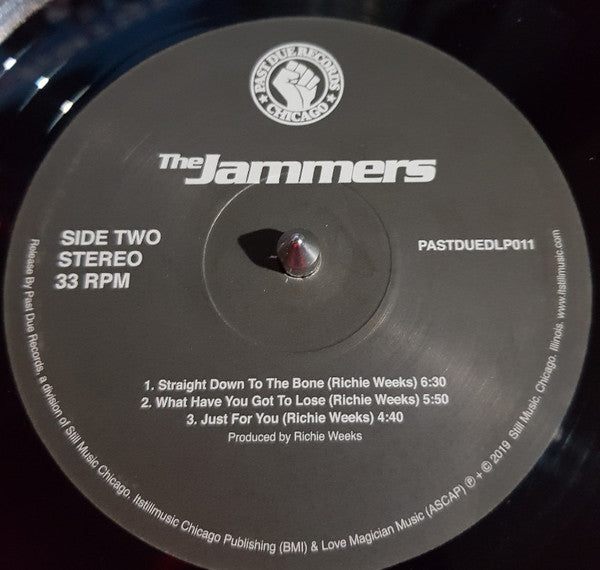 PAST DUE RECORDS
★ CHICAGO ★
The Jammers
SIDE TWO
STEREO
33 RPM
PASTDUEDLP011
1. Straight Down To The Bone (Richie Weeks) 6:30
2. What Have You Got To Lose (Richie Weeks) 5:50
3. Just For You (Richie Weeks) 4:40
Produced by Richie Weeks
Release By Past Due Records, a division of Still Music Chicago. Itstillmusic Chicago Publishing (BMI) & Love Magician Music (ASCAP) ℗ + © 2019 Still Music. Chicago. Illinois. www.itstillmusic.com